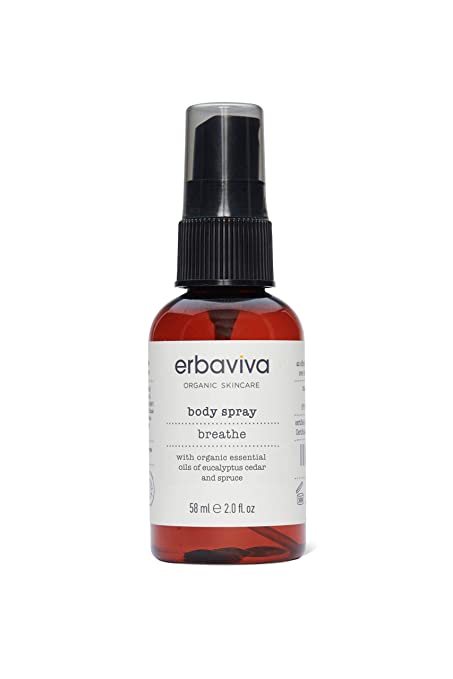 erbaviva
ORGANIC SKINCARE
body spray
breathe
with organic essential
oils of eucalyptus cedar
and spruce
58 ml ℮ 2.0 fl. oz